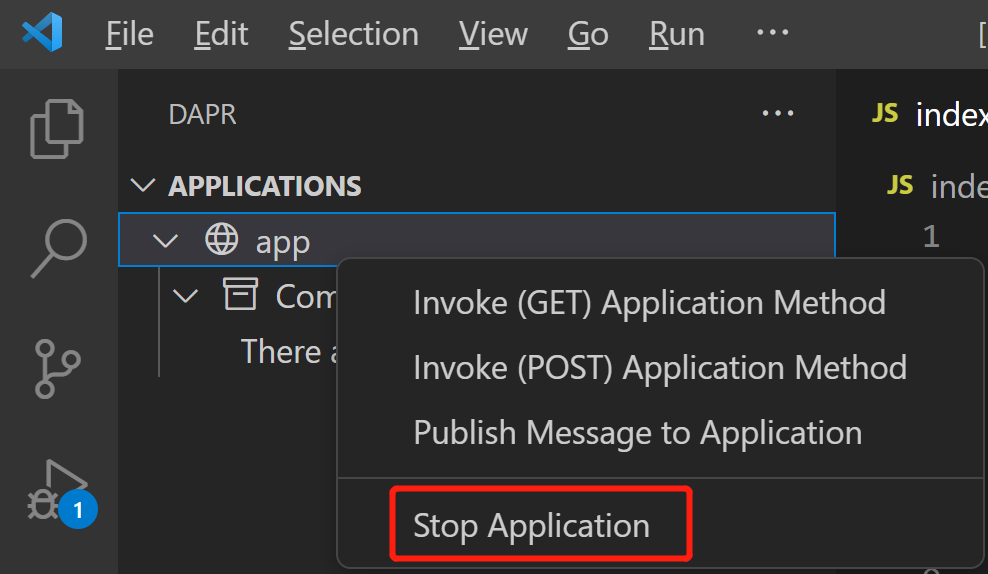 File Edit Selection View Go Run ...
DAPR ...
JS index
APPLICATIONS
JS inde
app
1
Invoke (GET) Application Method
Com
Invoke (POST) Application Method
There
Publish Message to Application
1
Stop Application